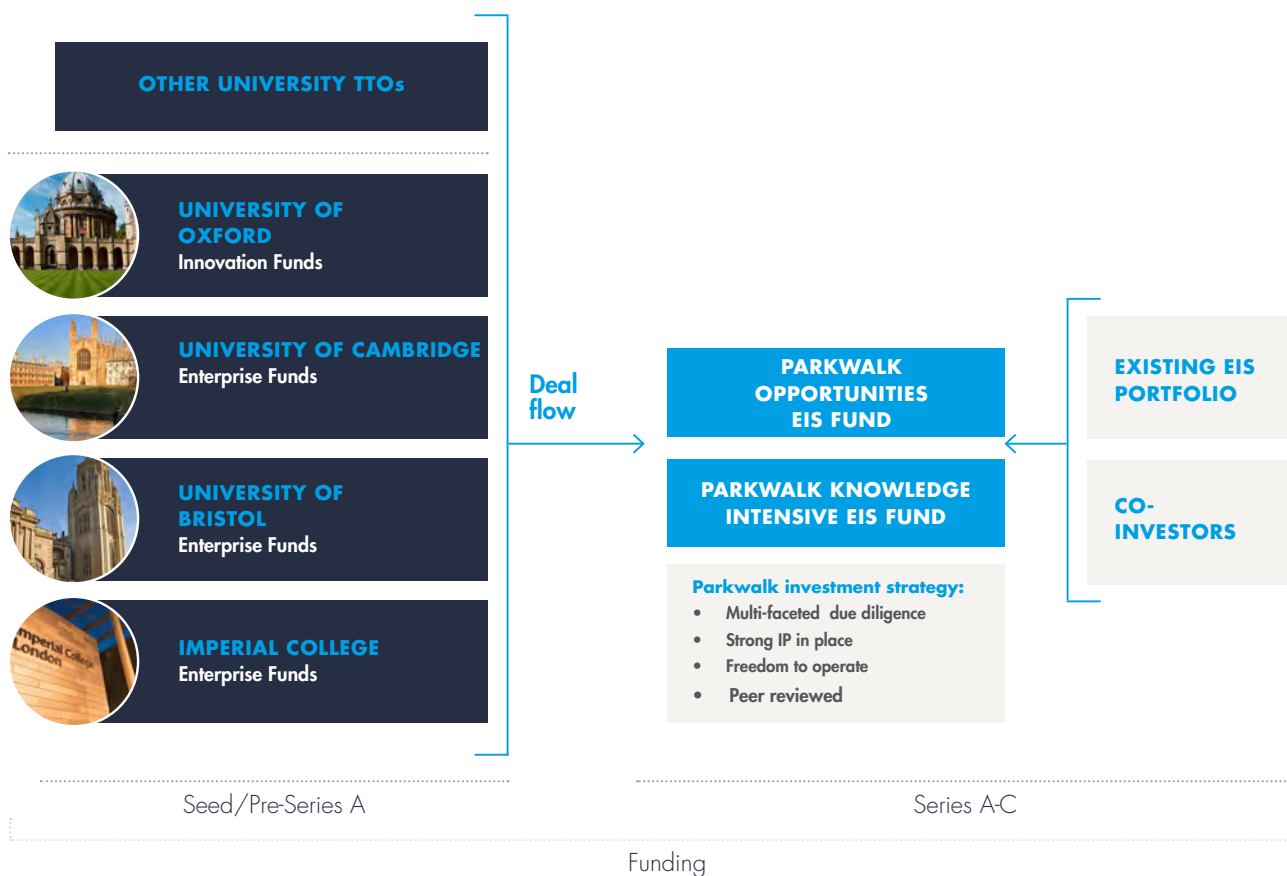 OTHER UNIVERSITY TTOs
UNIVERSITY OF
OXFORD
Innovation Funds
UNIVERSITY OF CAMBRIDGE
Enterprise Funds
UNIVERSITY OF
BRISTOL
Enterprise Funds
Imperial College
London
IMPERIAL COLLEGE
Enterprise Funds
Deal
flow
PARKWALK
OPPORTUNITIES
EIS FUND
PARKWALK KNOWLEDGE
INTENSIVE EIS FUND
Parkwalk investment strategy:
• Multi-faceted due diligence
• Strong IP in place
• Freedom to operate
• Peer reviewed
EXISTING EIS
PORTFOLIO
CO-
INVESTORS
Seed/Pre-Series A
Series A-C
Funding